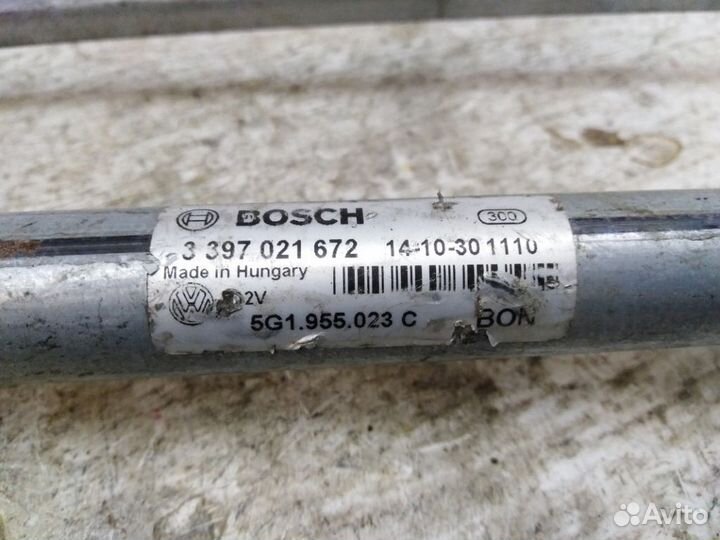 BOSCH 300
3 397 021 672 14-10-30 1110
Made in Hungary
2V
5G1.955.023 C BON
Avito